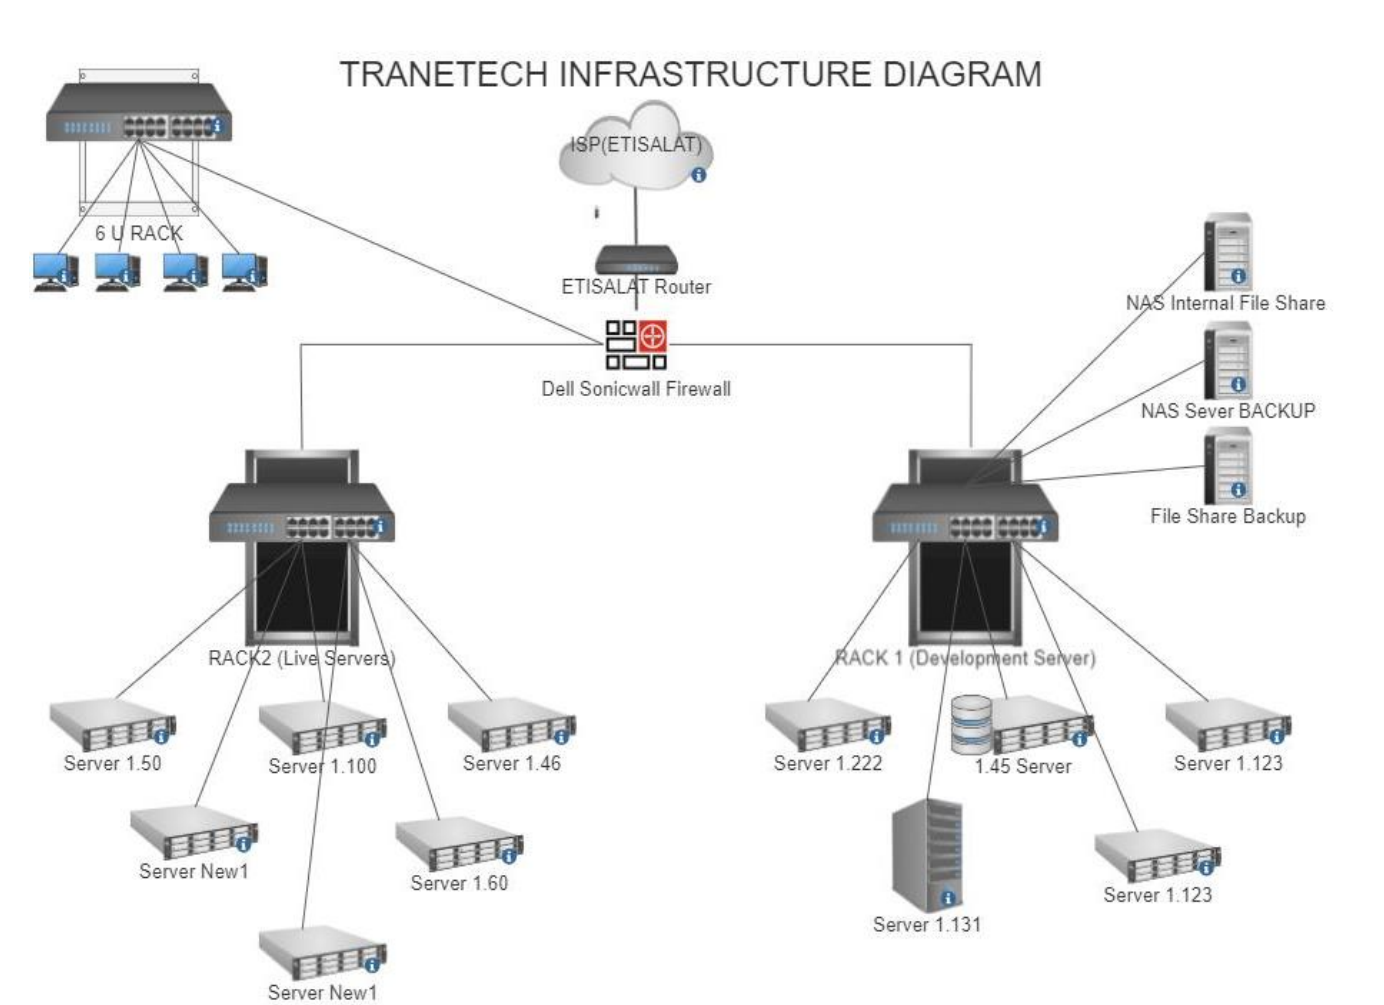 TRANETECH INFRASTRUCTURE DIAGRAM
ISP(ETISALAT)
6 U RACK
ETISALAT Router
NAS Internal File Share
Dell Sonicwall Firewall
NAS Sever BACKUP
File Share Backup
RACK2 (Live Servers)
RACK 1 (Development Server)
Server 1.50
Server 1.100
Server 1.46
Server 1.222
1.45 Server
Server 1.123
Server New1
Server 1.60
Server 1.131
Server 1.123
Server New1